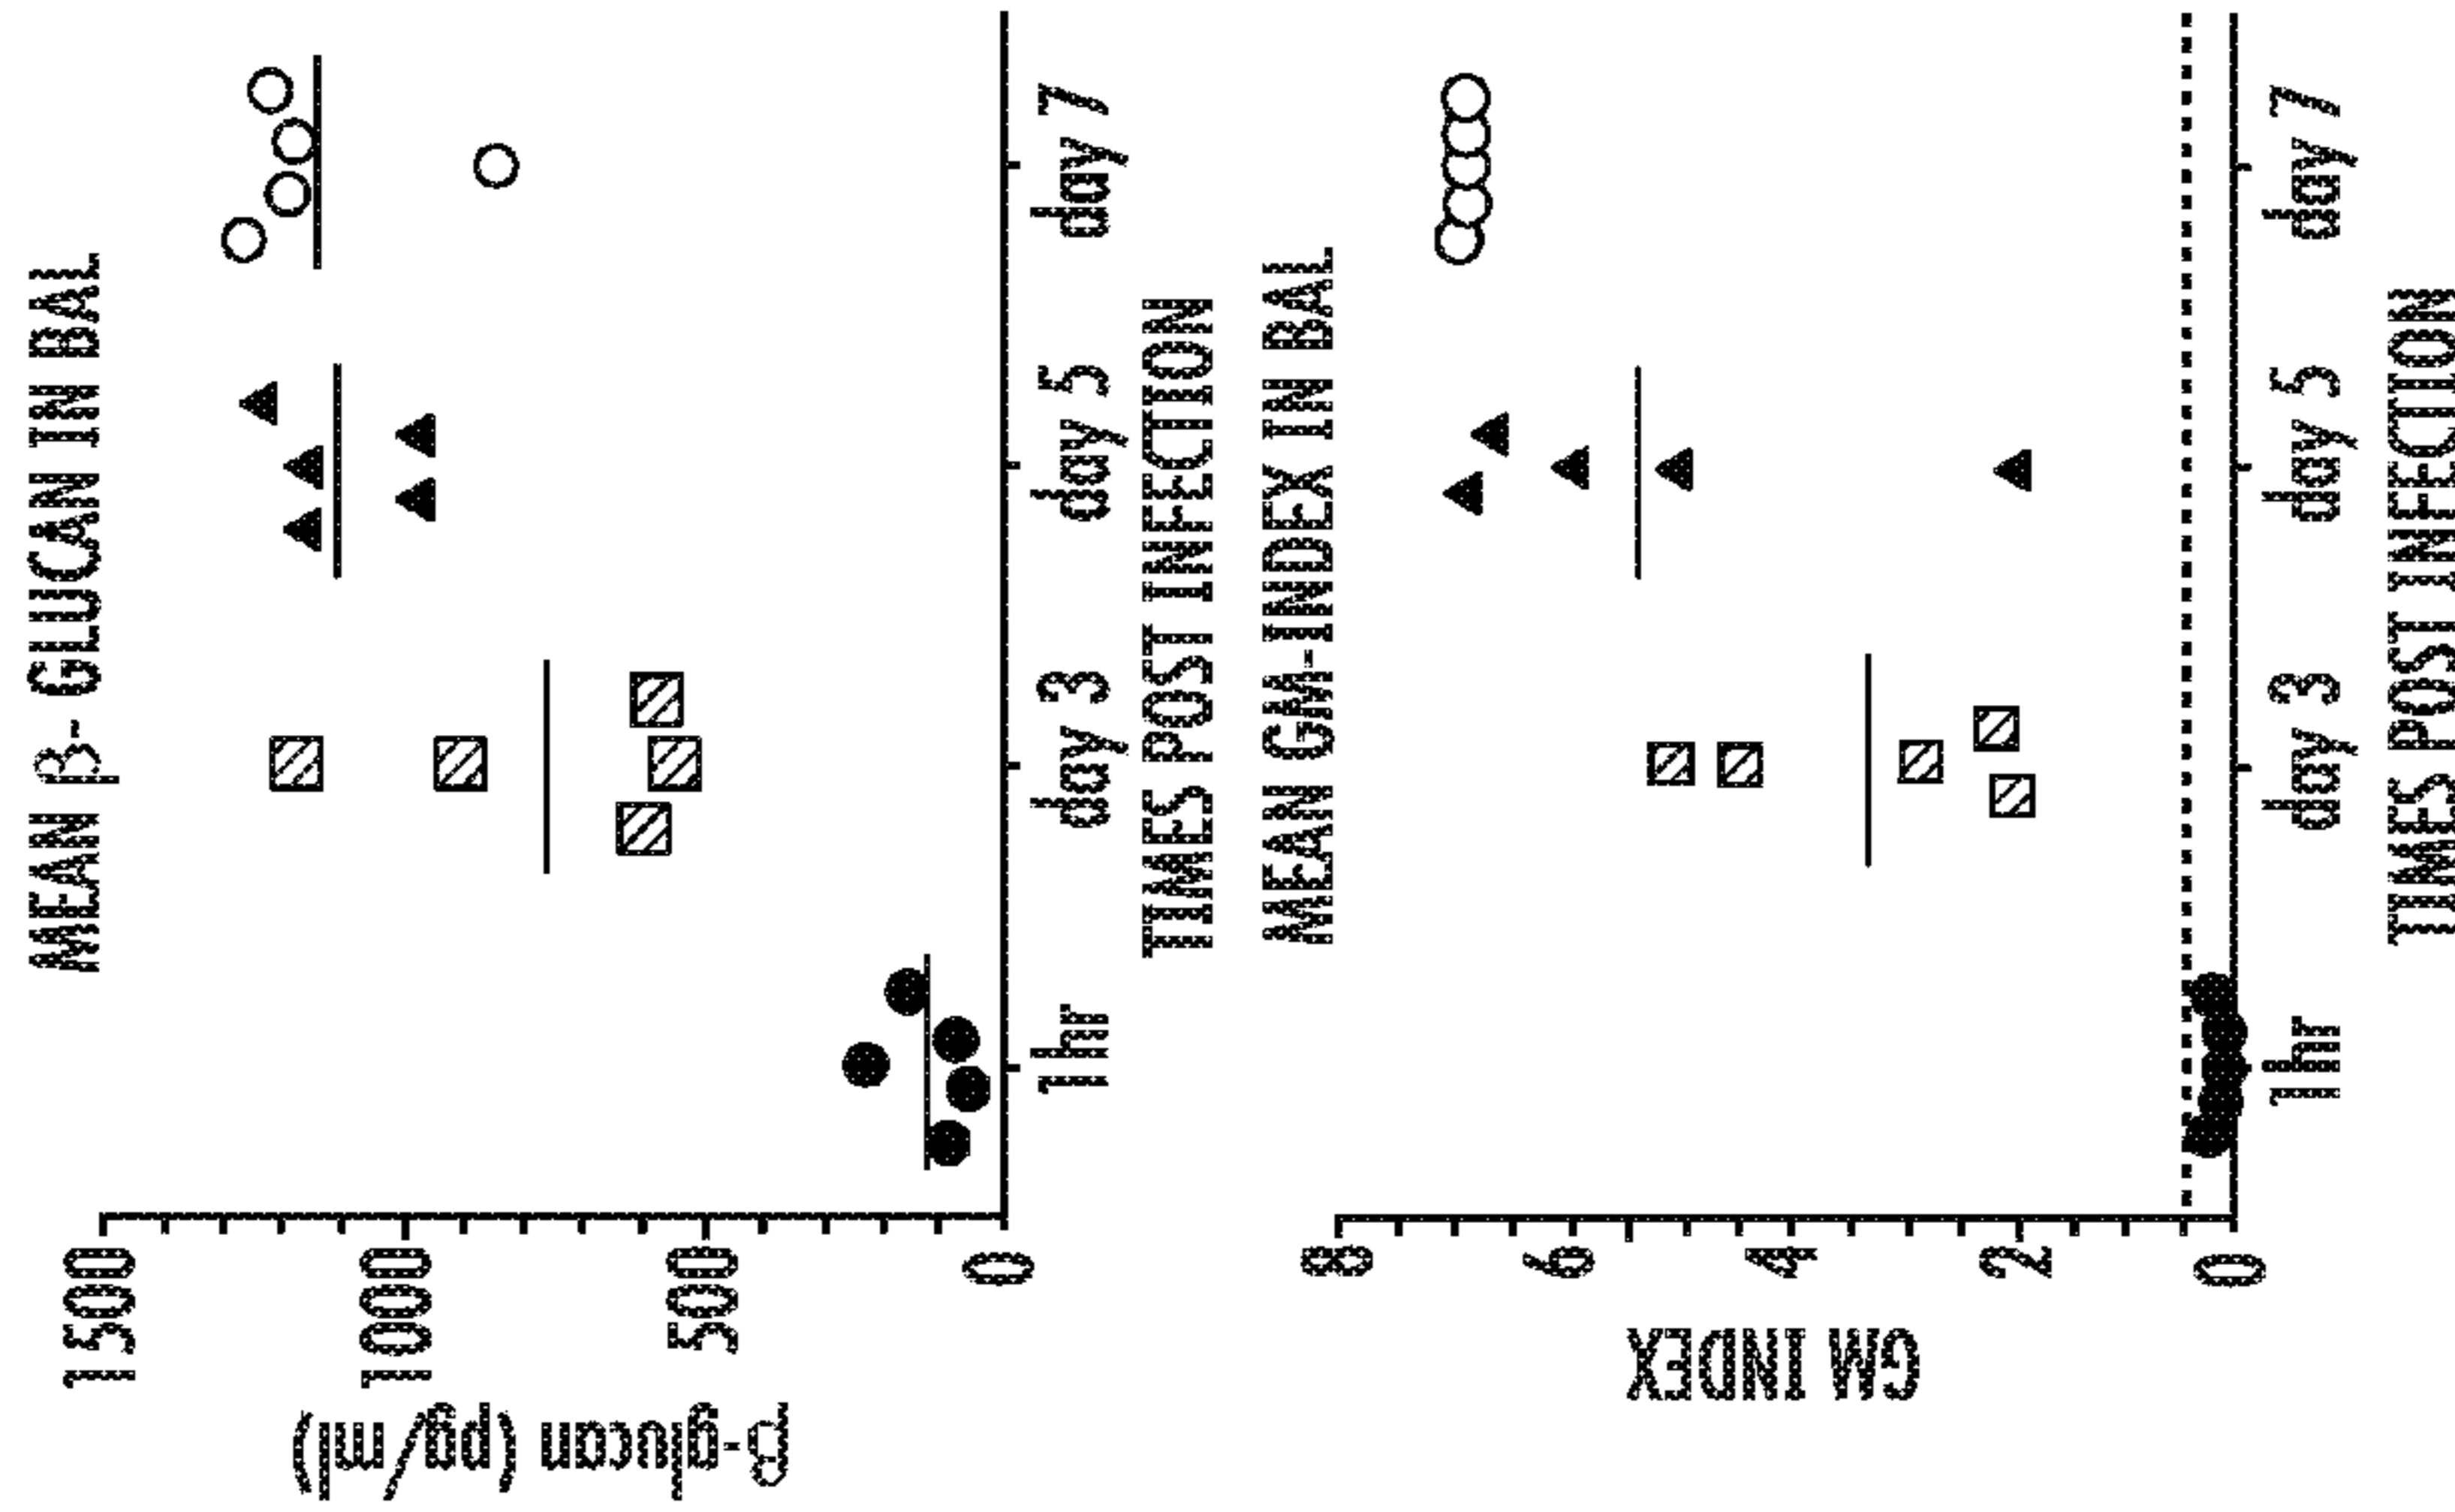 MEAN β- GLUCAN IN BAL
β-glucan (pg/ml)
1500
1000
500
0
1hr
day 3
day 5
day 7
TIMES POST INFECTION
MEAN GM-INDEX IN BAL
GM INDEX
8
6
4
2
0
1hr
day 3
day 5
day 7
TIMES POST INFECTION